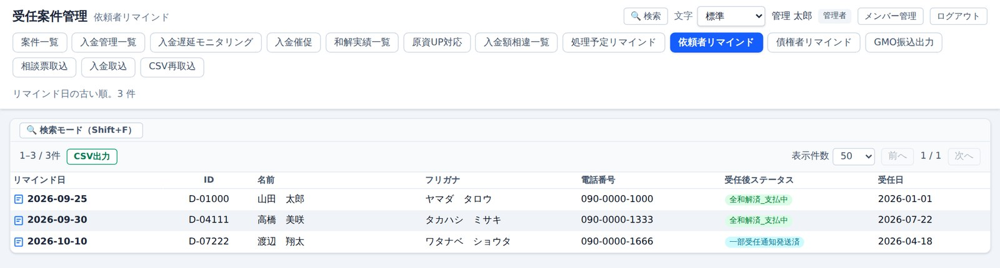 受任案件管理 依頼者リマインド 🔍 検索 文字 標準 管理 太郎 管理者 メンバー管理 ログアウト
案件一覧 入金管理一覧 入金遅延モニタリング 入金催促 和解実績一覧 原資UP対応 入金額相違一覧 処理予定リマインド 依頼者リマインド 債権者リマインド GMO振込出力
相談票取込 入金取込 CSV再取込
リマインド日の古い順。3 件
🔍 検索モード（Shift+F）
1–3 / 3件 CSV出力 表示件数 50 前へ 1 / 1 次へ
リマインド日 ID 名前 フリガナ 電話番号 受任後ステータス 受任日
2026-09-25 D-01000 山田　太郎 ヤマダ　タロウ 090-0000-1000 全和解済_支払中 2026-01-01
2026-09-30 D-04111 高橋　美咲 タカハシ　ミサキ 090-0000-1333 全和解済_支払中 2026-07-22
2026-10-10 D-07222 渡辺　翔太 ワタナベ　ショウタ 090-0000-1666 一部受任通知発送済 2026-04-18